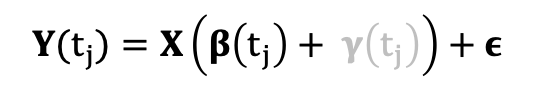 𝐘(tⱼ) = 𝐗(𝛃(tⱼ) + 𝛄(tⱼ)) + 𝛜